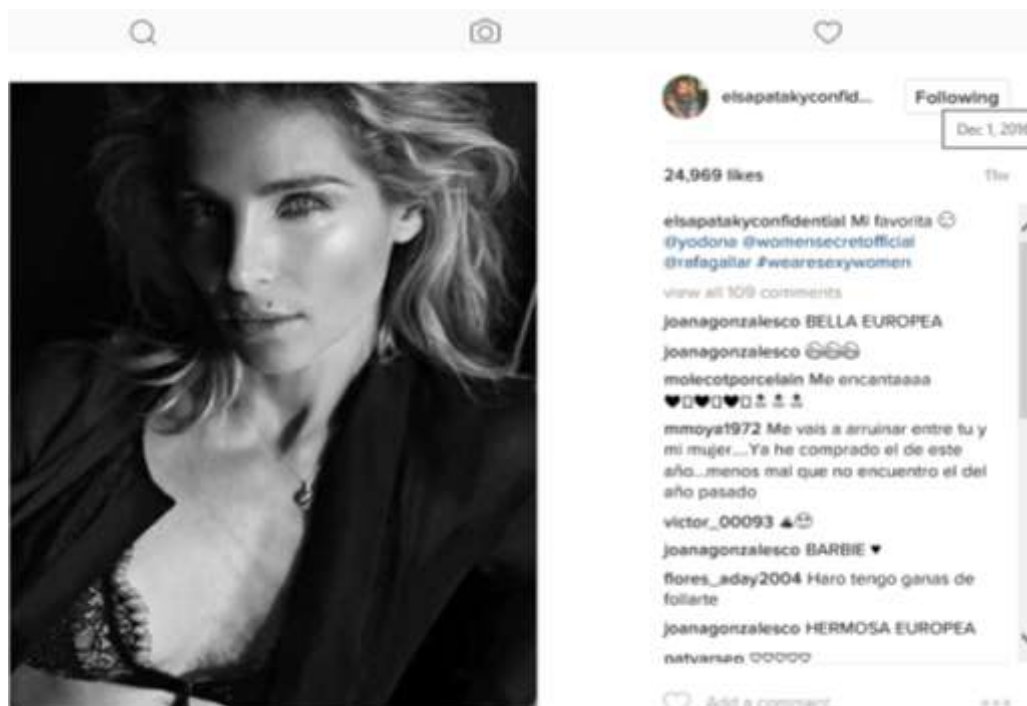 elsapatakyconfid...
Following
Dec 1, 2016
24,969 likes
11w
elsapatakyconfidential Mi favorita
@yodona @womensecretofficial
@rafagallar #wearesexywomen
view all 109 comments
joanagonzalesco BELLA EUROPEA
joanagonzalesco
molecotporcelain Me encantaaaa
mmoya1972 Me vais a arruinar entre tu y
mi mujer....Ya he comprado el de este
año...menos mal que no encuentro el del
año pasado
victor_00093
joanagonzalesco BARBIE ♥
flores_aday2004 Haro tengo ganas de
follarte
joanagonzalesco HERMOSA EUROPEA
Add a comment